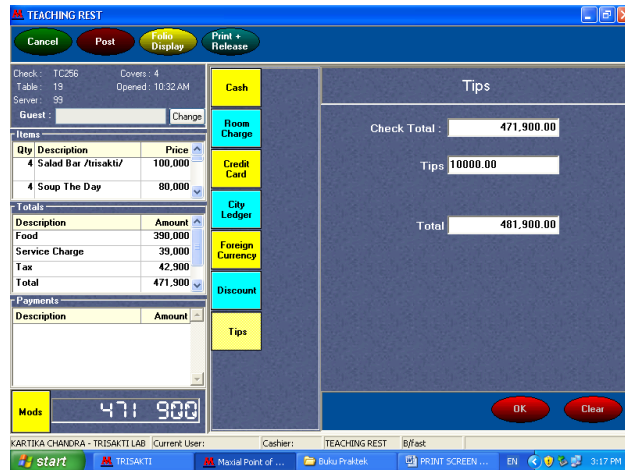 TEACHING REST
Cancel
Post
Folio Display
Print + Release
Check : TC256 Covers : 4
Table : 19 Opened : 10:32 AM
Server : 99
Guest : Change
Items
Qty Description Price
4 Salad Bar /trisakti/ 100,000
4 Soup The Day 80,000
Totals
Description Amount
Food 390,000
Service Charge 39,000
Tax 42,900
Total 471,900
Payments
Description Amount
Mods 471 900
Cash
Room Charge
Credit Card
City Ledger
Foreign Currency
Discount
Tips
Tips
Check Total : 471,900.00
Tips 10000.00
Total 481,900.00
OK Clear
KARTIKA CHANDRA - TRISAKTI LAB Current User: Cashier: TEACHING REST B/fast
start TRISAKTI Maxial Point of ... Buku Praktek PRINT SCREEN ... EN 3:17 PM